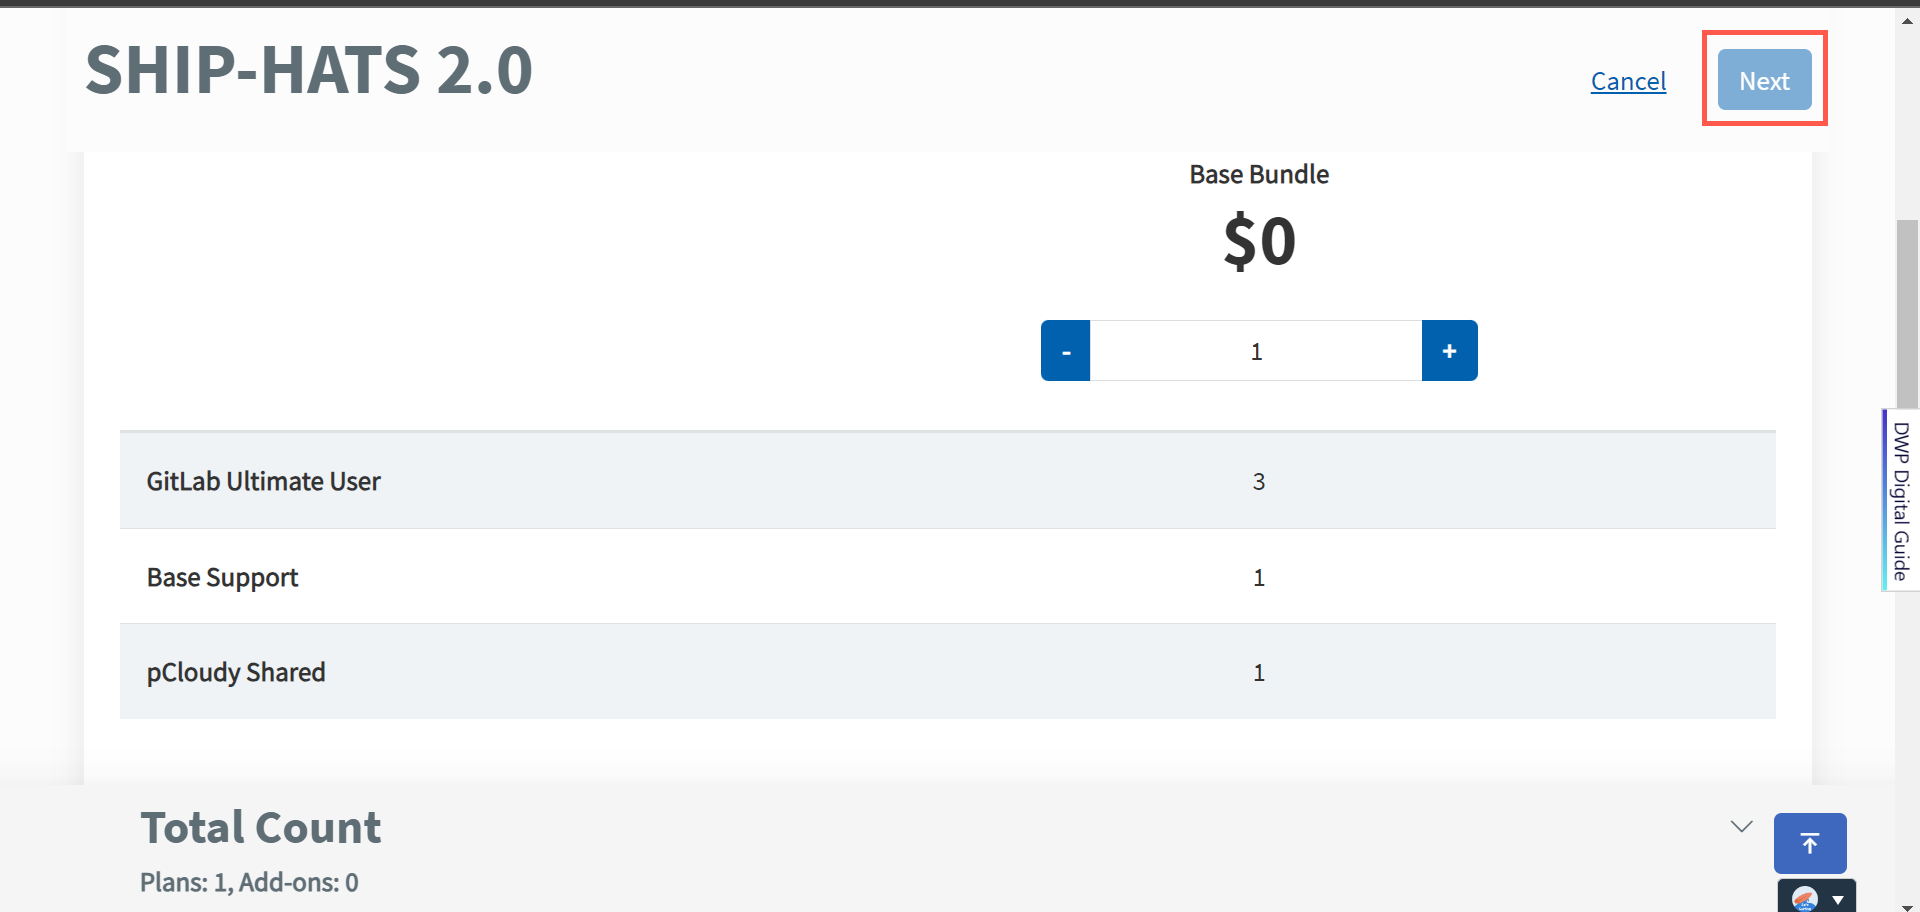 SHIP-HATS 2.0
Cancel
Next
Base Bundle
$0
- 1 +
GitLab Ultimate User 3
Base Support 1
pCloudy Shared 1
DWP Digital Guide
Total Count
Plans: 1, Add-ons: 0